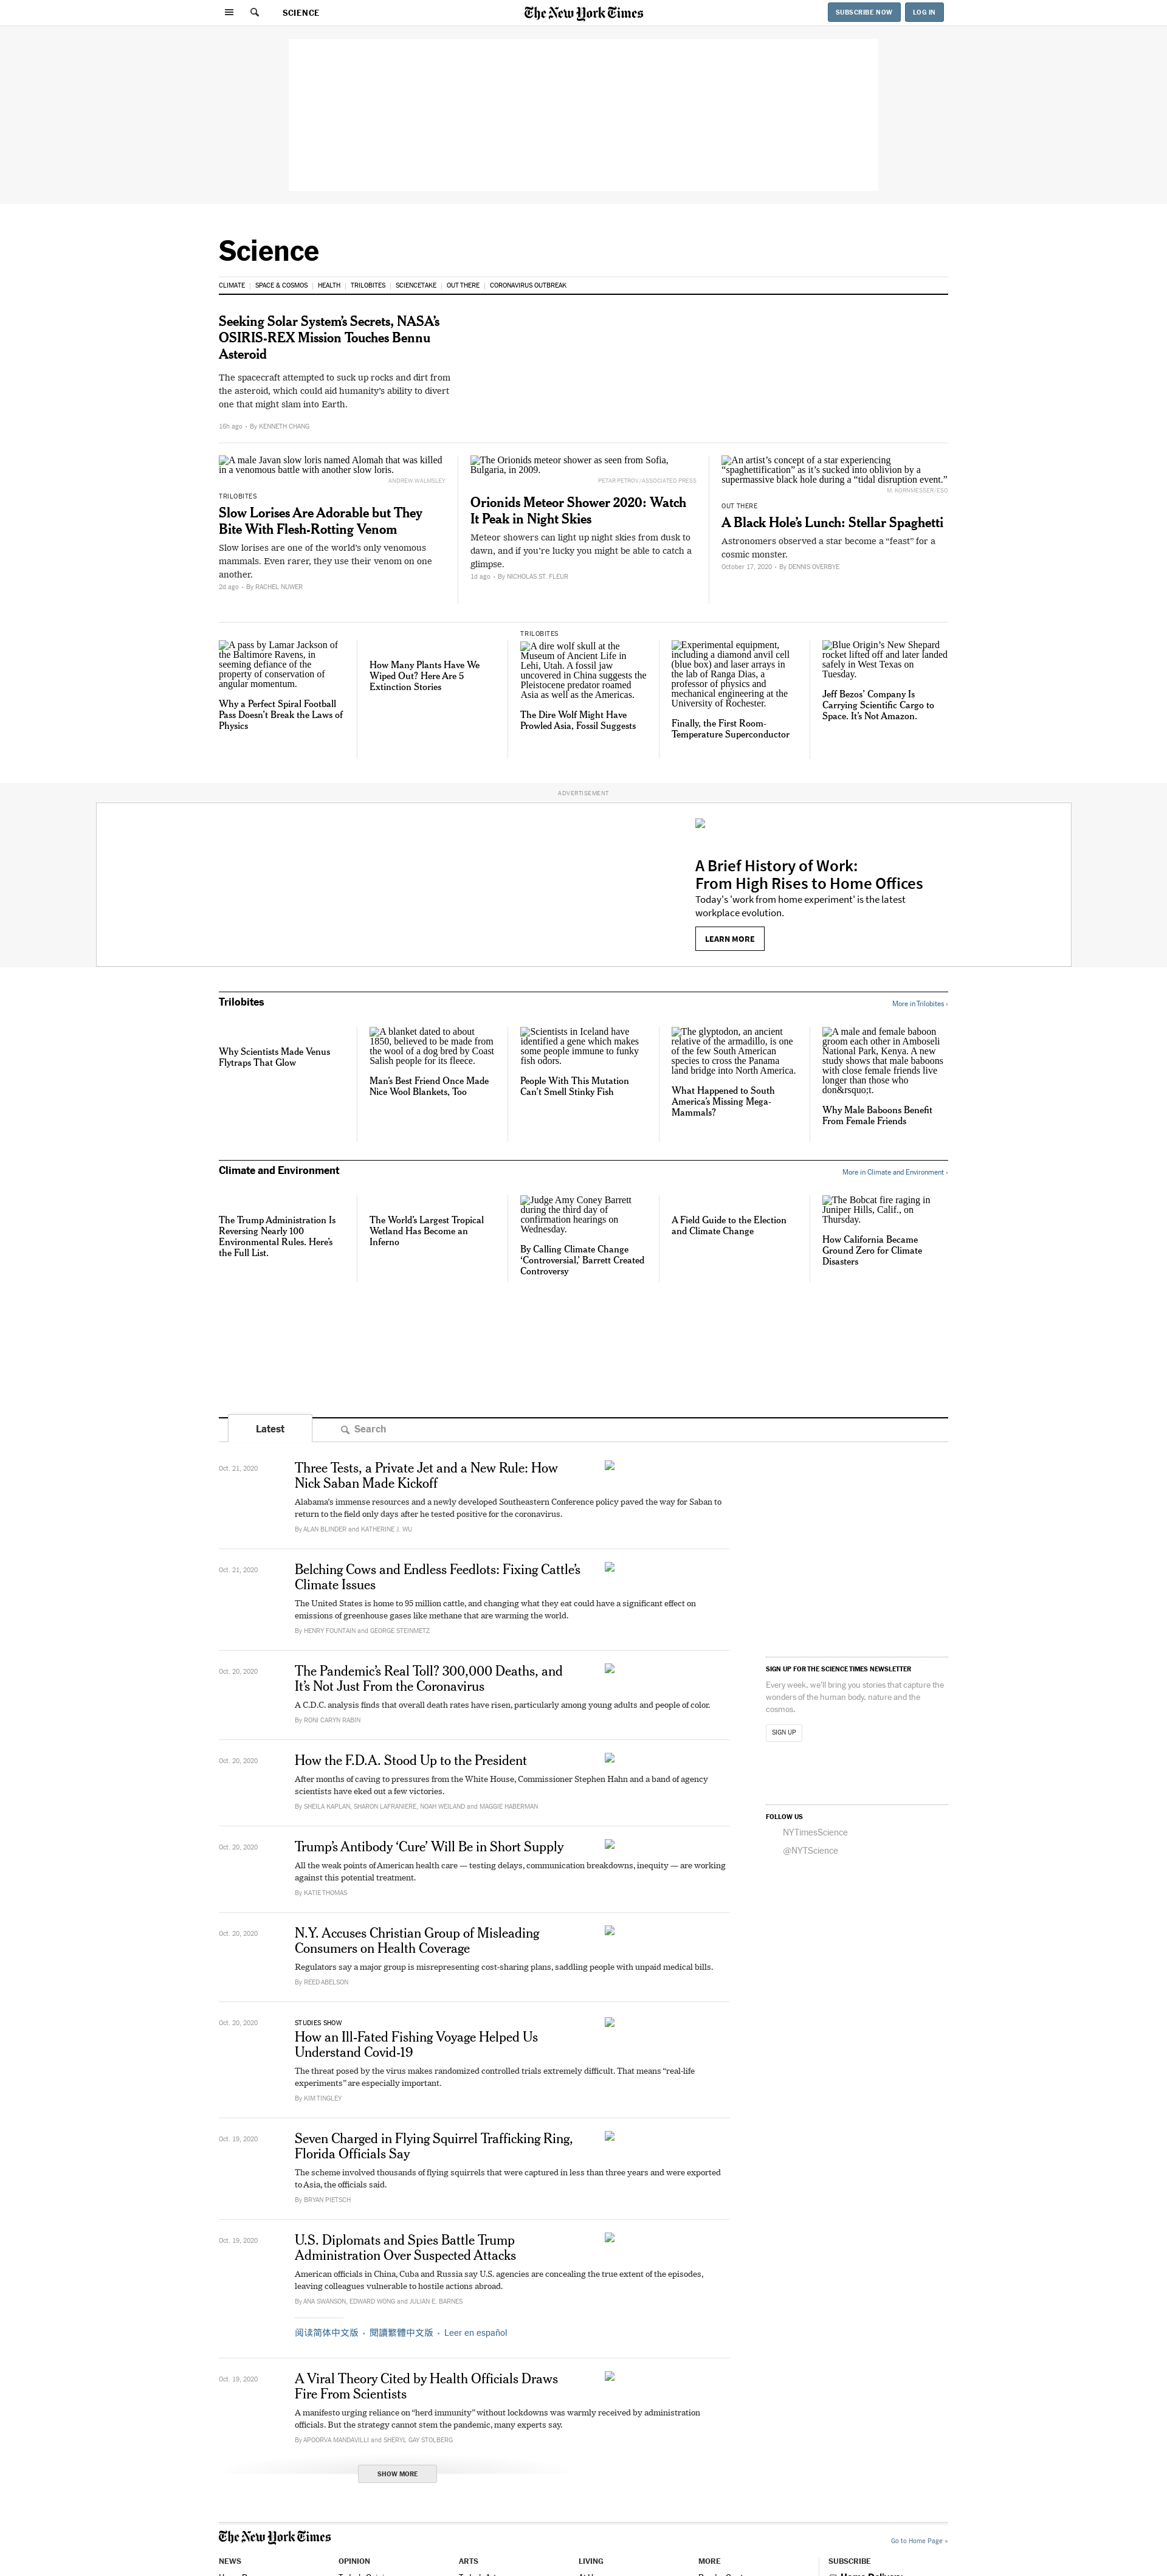 SCIENCE
The New York Times
SUBSCRIBE NOW
LOG IN
Science
CLIMATE
SPACE & COSMOS
HEALTH
TRILOBITES
SCIENCETAKE
OUT THERE
CORONAVIRUS OUTBREAK
Seeking Solar System’s Secrets, NASA’s
OSIRIS-REX Mission Touches Bennu
Asteroid
The spacecraft attempted to suck up rocks and dirt from
the asteroid, which could aid humanity’s ability to divert
one that might slam into Earth.
16h ago • By KENNETH CHANG
A male Javan slow loris named Alomah that was killed
in a venomous battle with another slow loris.
ANDREW.WALMSLEY
TRILOBITES
Slow Lorises Are Adorable but They
Bite With Flesh-Rotting Venom
Slow lorises are one of the world’s only venomous
mammals. Even rarer, they use their venom on one
another.
2d ago • By RACHEL NUWER
The Orionids meteor shower as seen from Sofia,
Bulgaria, in 2009.
PETAR PETROV/ASSOCIATED PRESS
Orionids Meteor Shower 2020: Watch
It Peak in Night Skies
Meteor showers can light up night skies from dusk to
dawn, and if you’re lucky you might be able to catch a
glimpse.
1d ago • By NICHOLAS ST. FLEUR
An artist’s concept of a star experiencing
“spaghettification” as it’s sucked into oblivion by a
supermassive black hole during a “tidal disruption event.”
M. KORNMESSER/ESO
OUT THERE
A Black Hole’s Lunch: Stellar Spaghetti
Astronomers observed a star become a “feast” for a
cosmic monster.
October 17, 2020 • By DENNIS OVERBYE
A pass by Lamar Jackson of
the Baltimore Ravens, in
seeming defiance of the
property of conservation of
angular momentum.
Why a Perfect Spiral Football
Pass Doesn’t Break the Laws of
Physics
How Many Plants Have We
Wiped Out? Here Are 5
Extinction Stories
TRILOBITES
A dire wolf skull at the
Museum of Ancient Life in
Lehi, Utah. A fossil jaw
uncovered in China suggests the
Pleistocene predator roamed
Asia as well as the Americas.
The Dire Wolf Might Have
Prowled Asia, Fossil Suggests
Experimental equipment,
including a diamond anvil cell
(blue box) and laser arrays in
the lab of Ranga Dias, a
professor of physics and
mechanical engineering at the
University of Rochester.
Finally, the First Room-
Temperature Superconductor
Blue Origin’s New Shepard
rocket lifted off and later landed
safely in West Texas on
Tuesday.
Jeff Bezos’ Company Is
Carrying Scientific Cargo to
Space. It’s Not Amazon.
ADVERTISEMENT
A Brief History of Work:
From High Rises to Home Offices
Today's 'work from home experiment' is the latest
workplace evolution.
LEARN MORE
Trilobites
More in Trilobites ›
Why Scientists Made Venus
Flytraps That Glow
A blanket dated to about
1850, believed to be made from
the wool of a dog bred by Coast
Salish people for its fleece.
Man’s Best Friend Once Made
Nice Wool Blankets, Too
Scientists in Iceland have
identified a gene which makes
some people immune to funky
fish odors.
People With This Mutation
Can’t Smell Stinky Fish
The glyptodon, an ancient
relative of the armadillo, is one
of the few South American
species to cross the Panama
land bridge into North America.
What Happened to South
America’s Missing Mega-
Mammals?
A male and female baboon
groom each other in Amboseli
National Park, Kenya. A new
study shows that male baboons
with close female friends live
longer than those who
don&rsquo;t.
Why Male Baboons Benefit
From Female Friends
Climate and Environment
More in Climate and Environment ›
The Trump Administration Is
Reversing Nearly 100
Environmental Rules. Here’s
the Full List.
The World’s Largest Tropical
Wetland Has Become an
Inferno
Judge Amy Coney Barrett
during the third day of
confirmation hearings on
Wednesday.
By Calling Climate Change
‘Controversial,’ Barrett Created
Controversy
A Field Guide to the Election
and Climate Change
The Bobcat fire raging in
Juniper Hills, Calif., on
Thursday.
How California Became
Ground Zero for Climate
Disasters
Latest
Search
Oct. 21, 2020
Three Tests, a Private Jet and a New Rule: How
Nick Saban Made Kickoff
Alabama’s immense resources and a newly developed Southeastern Conference policy paved the way for Saban to
return to the field only days after he tested positive for the coronavirus.
By ALAN BLINDER and KATHERINE J. WU
Oct. 21, 2020
Belching Cows and Endless Feedlots: Fixing Cattle’s
Climate Issues
The United States is home to 95 million cattle, and changing what they eat could have a significant effect on
emissions of greenhouse gases like methane that are warming the world.
By HENRY FOUNTAIN and GEORGE STEINMETZ
Oct. 20, 2020
The Pandemic’s Real Toll? 300,000 Deaths, and
It’s Not Just From the Coronavirus
A C.D.C. analysis finds that overall death rates have risen, particularly among young adults and people of color.
By RONI CARYN RABIN
Oct. 20, 2020
How the F.D.A. Stood Up to the President
After months of caving to pressures from the White House, Commissioner Stephen Hahn and a band of agency
scientists have eked out a few victories.
By SHEILA KAPLAN, SHARON LAFRANIERE, NOAH WEILAND and MAGGIE HABERMAN
Oct. 20, 2020
Trump’s Antibody ‘Cure’ Will Be in Short Supply
All the weak points of American health care — testing delays, communication breakdowns, inequity — are working
against this potential treatment.
By KATIE THOMAS
Oct. 20, 2020
N.Y. Accuses Christian Group of Misleading
Consumers on Health Coverage
Regulators say a major group is misrepresenting cost-sharing plans, saddling people with unpaid medical bills.
By REED ABELSON
Oct. 20, 2020
STUDIES SHOW
How an Ill-Fated Fishing Voyage Helped Us
Understand Covid-19
The threat posed by the virus makes randomized controlled trials extremely difficult. That means “real-life
experiments” are especially important.
By KIM TINGLEY
Oct. 19, 2020
Seven Charged in Flying Squirrel Trafficking Ring,
Florida Officials Say
The scheme involved thousands of flying squirrels that were captured in less than three years and were exported
to Asia, the officials said.
By BRYAN PIETSCH
Oct. 19, 2020
U.S. Diplomats and Spies Battle Trump
Administration Over Suspected Attacks
American officials in China, Cuba and Russia say U.S. agencies are concealing the true extent of the episodes,
leaving colleagues vulnerable to hostile actions abroad.
By ANA SWANSON, EDWARD WONG and JULIAN E. BARNES
阅读简体中文版 • 閱讀繁體中文版 • Leer en español
Oct. 19, 2020
A Viral Theory Cited by Health Officials Draws
Fire From Scientists
A manifesto urging reliance on “herd immunity” without lockdowns was warmly received by administration
officials. But the strategy cannot stem the pandemic, many experts say.
By APOORVA MANDAVILLI and SHERYL GAY STOLBERG
SHOW MORE
SIGN UP FOR THE SCIENCE TIMES NEWSLETTER
Every week, we'll bring you stories that capture the
wonders of the human body, nature and the
cosmos.
SIGN UP
FOLLOW US
NYTimesScience
@NYTScience
The New York Times
Go to Home Page »
NEWS
ARTS
OPINION
LIVING
MORE
SUBSCRIBE